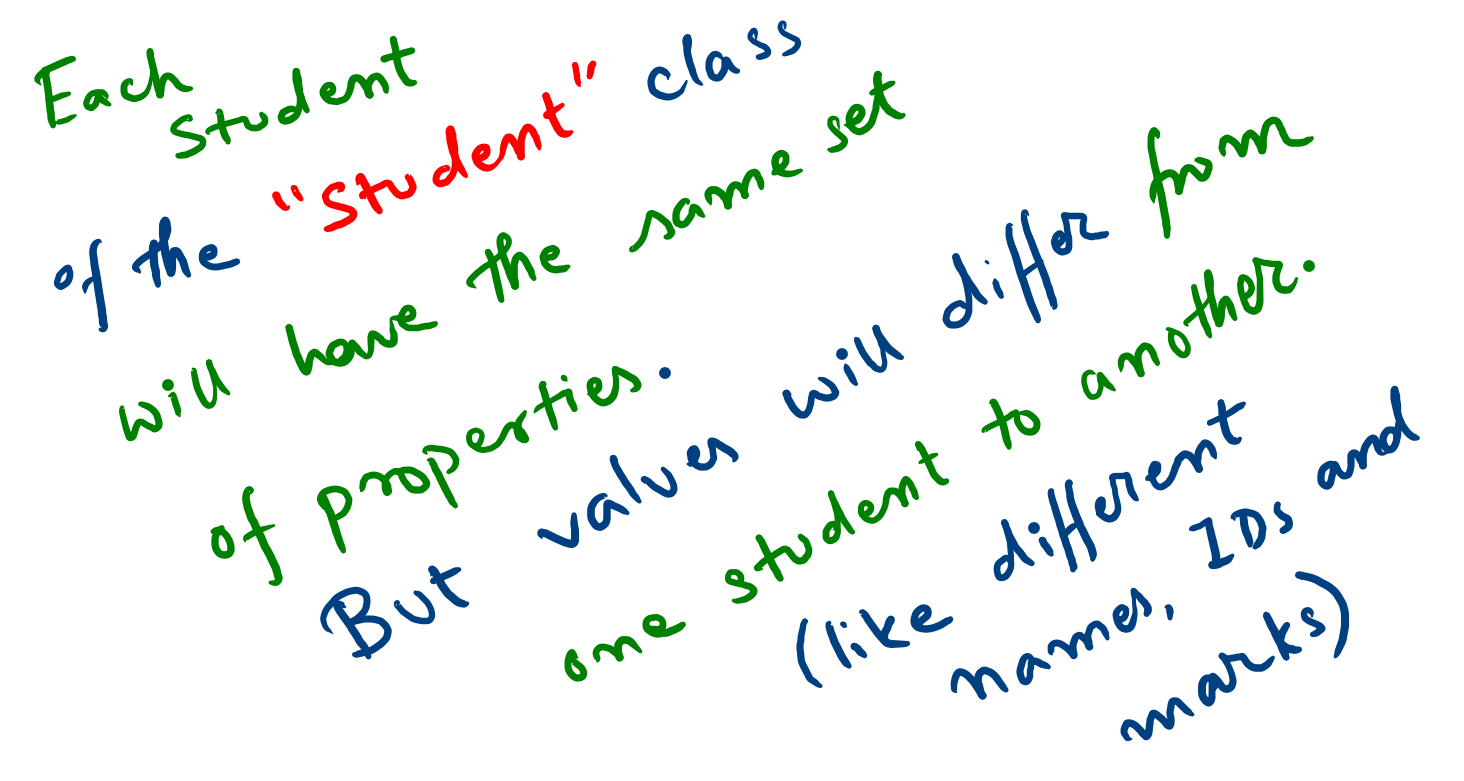 Each Student
of the "Student" class
will have the same set
of properties.
But values will differ from
one student to another.
(like different
names, IDs and
marks)